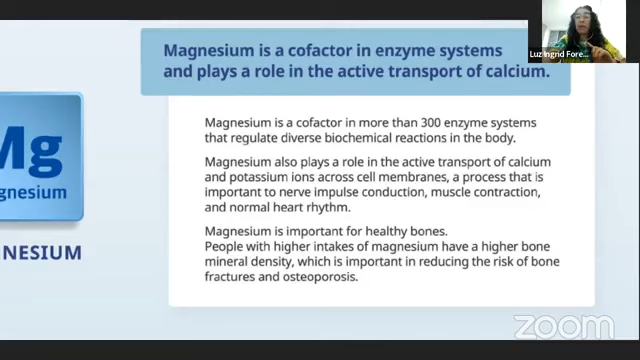 Magnesium is a cofactor in enzyme systems
and plays a role in the active transport of calcium.
Luz Ingrid Fore...
Mg
gnesium
NESIUM
Magnesium is a cofactor in more than 300 enzyme systems
that regulate diverse biochemical reactions in the body.
Magnesium also plays a role in the active transport of calcium
and potassium ions across cell membranes, a process that is
important to nerve impulse conduction, muscle contraction,
and normal heart rhythm.
Magnesium is important for healthy bones.
People with higher intakes of magnesium have a higher bone
mineral density, which is important in reducing the risk of bone
fractures and osteoporosis.
zoom